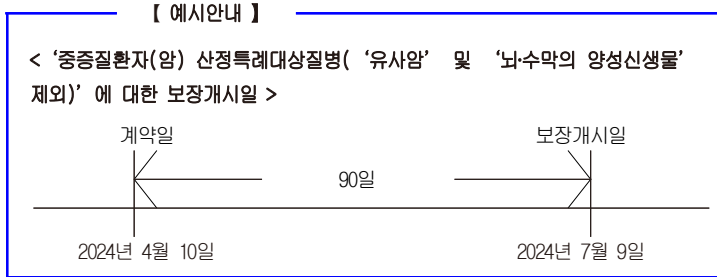 【 예시안내 】
< ‘중증질환자(암) 산정특례대상질병( ‘유사암’ 및 ‘뇌·수막의 양성신생물’
제외)’ 에 대한 보장개시일 >
계약일 보장개시일
90일
2024년 4월 10일 2024년 7월 9일